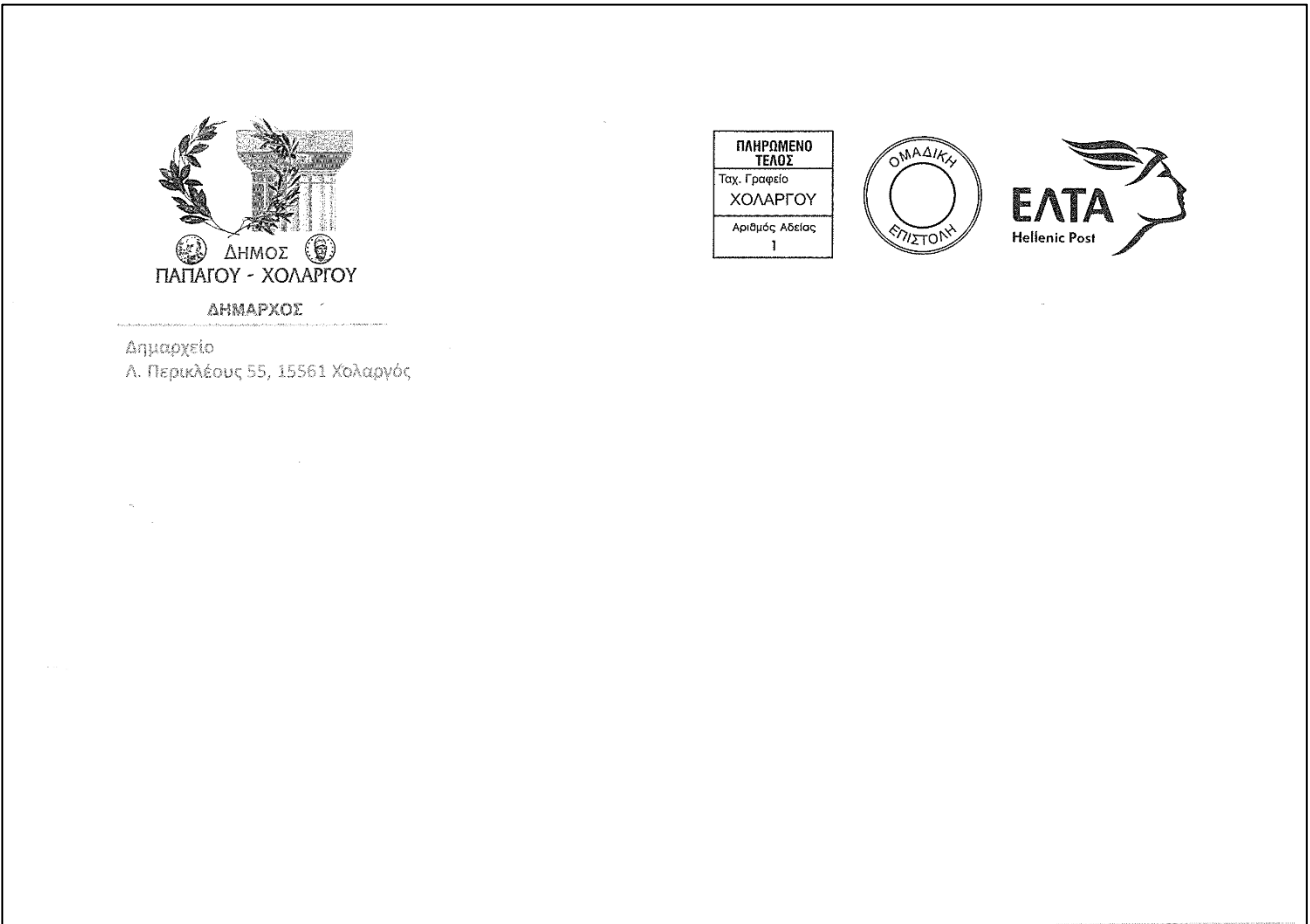 ΔΗΜΟΣ
ΠΑΠΑΓΟΥ - ΧΟΛΑΡΓΟΥ
ΔΗΜΑΡΧΟΣ
Δημαρχείο
Λ. Περικλέους 55, 15561 Χολαργός
ΠΛΗΡΩΜΕΝΟ
ΤΕΛΟΣ
Ταχ. Γραφείο
ΧΟΛΑΡΓΟΥ
Αριθμός Αδείας
1
ΟΜΑΔΙΚΗ
ΕΠΙΣΤΟΛΗ
ΕΛΤΑ
Hellenic Post